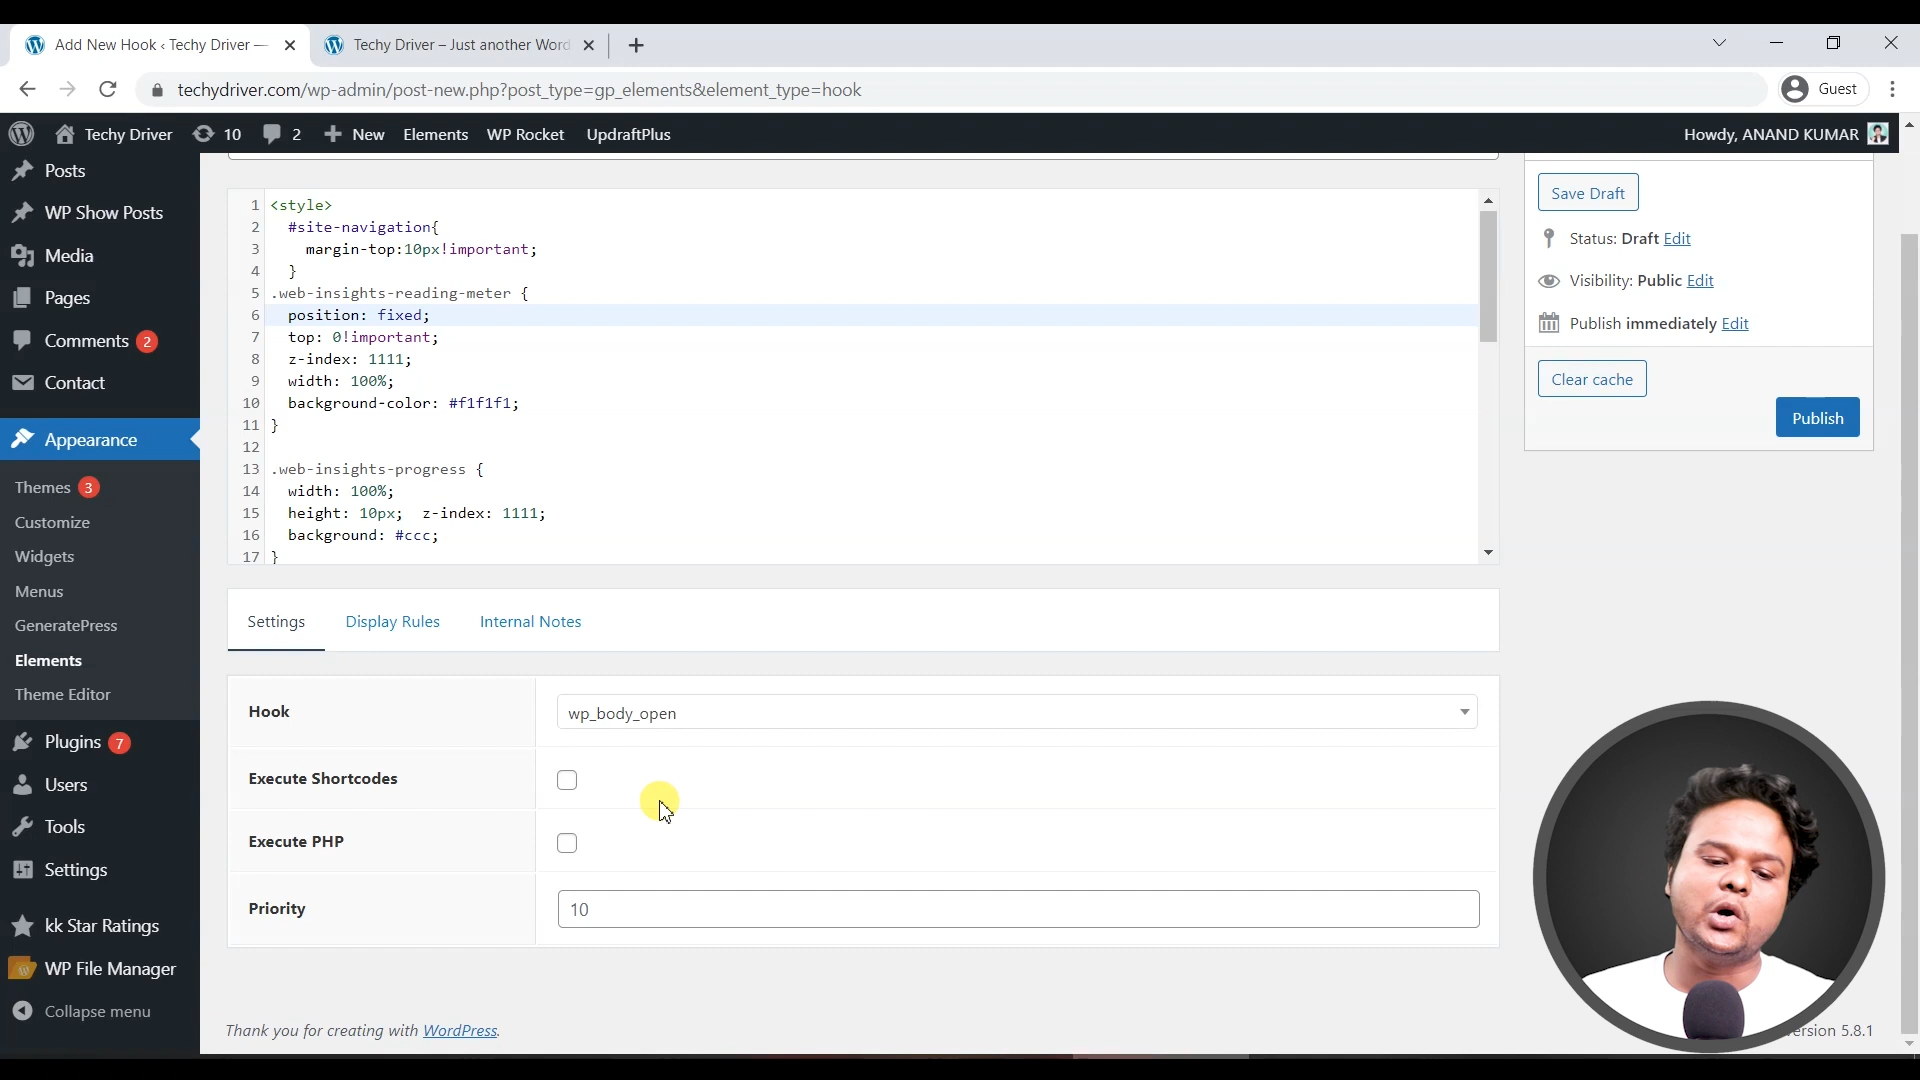 Add New Hook ‹ Techy Driver —
Techy Driver – Just another Word
techydriver.com/wp-admin/post-new.php?post_type=gp_elements&element_type=hook
Guest
Techy Driver
10
2
New
Elements
WP Rocket
UpdraftPlus
Howdy, ANAND KUMAR
Posts
WP Show Posts
Media
Pages
Comments 2
Contact
Appearance
Themes 3
Customize
Widgets
Menus
GeneratePress
Elements
Theme Editor
Plugins 7
Users
Tools
Settings
kk Star Ratings
WP File Manager
Collapse menu
1 <style>
2 #site-navigation{
3 margin-top:10px!important;
4 }
5 .web-insights-reading-meter {
6 position: fixed;
7 top: 0!important;
8 z-index: 1111;
9 width: 100%;
10 background-color: #f1f1f1;
11 }
12
13 .web-insights-progress {
14 width: 100%;
15 height: 10px; z-index: 1111;
16 background: #ccc;
17 }
Save Draft
Status: Draft Edit
Visibility: Public Edit
Publish immediately Edit
Clear cache
Publish
Settings
Display Rules
Internal Notes
Hook
wp_body_open
Execute Shortcodes
Execute PHP
Priority
10
Thank you for creating with WordPress.
ersion 5.8.1